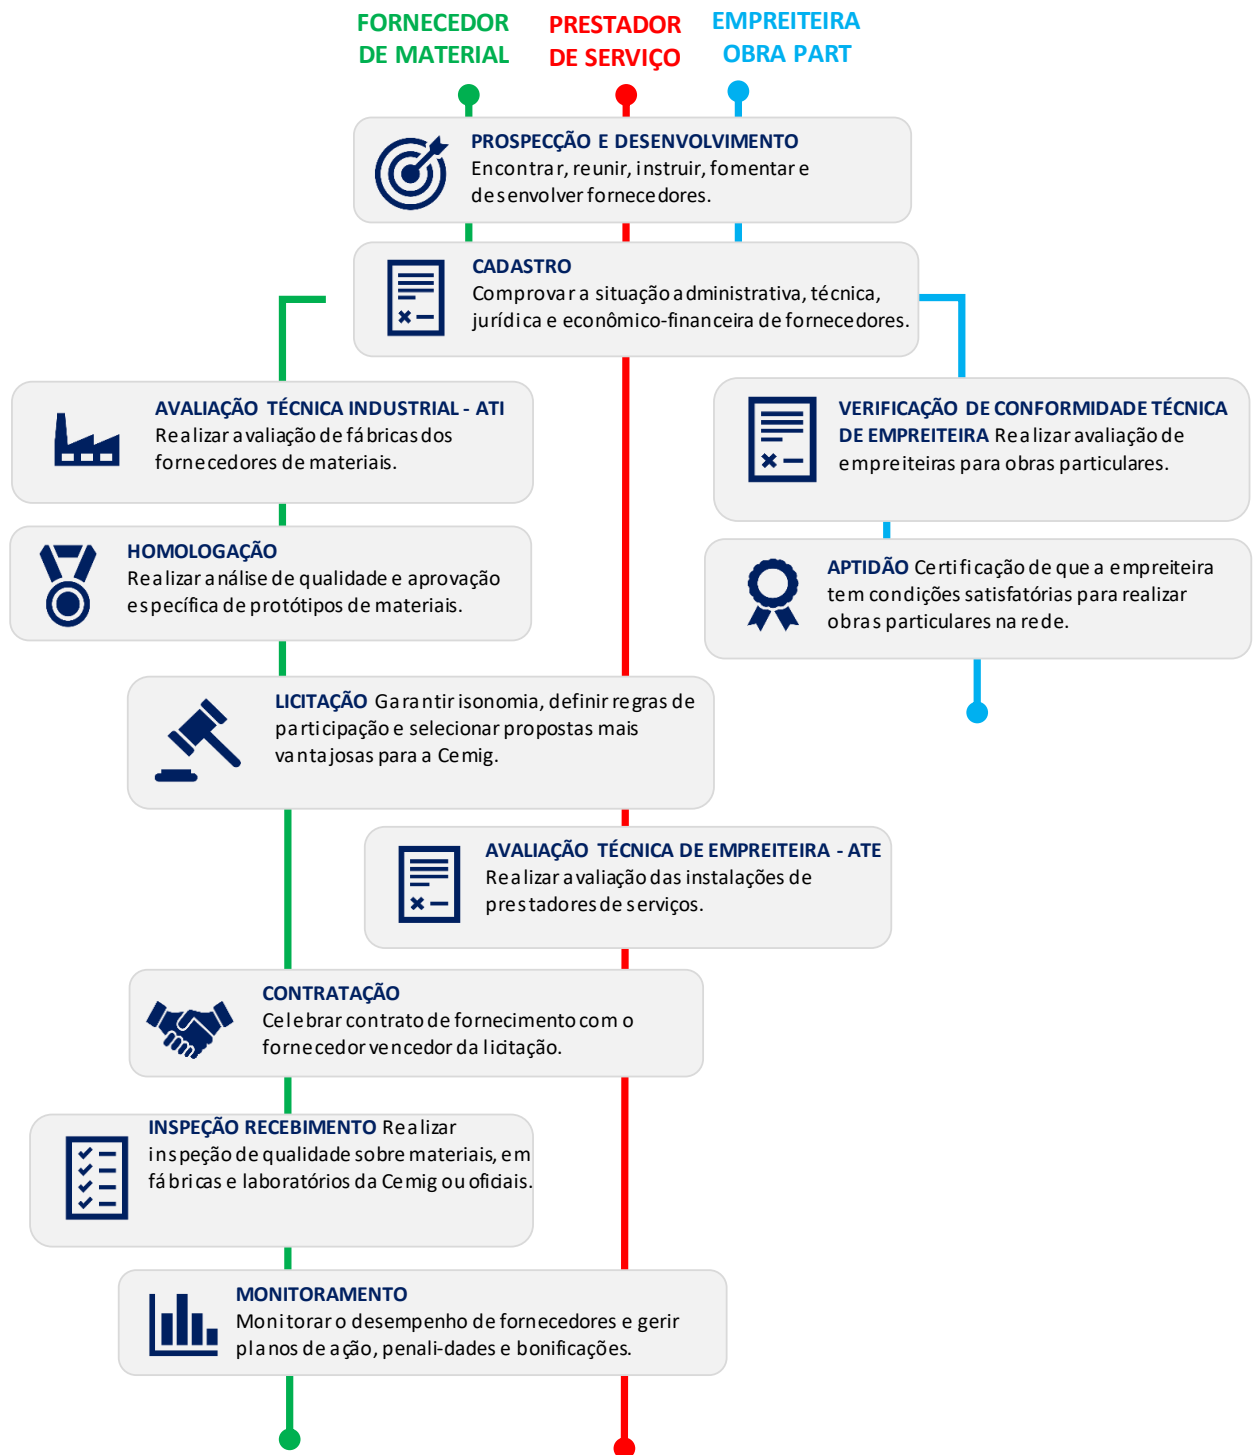 FORNECEDOR
DE MATERIAL
PRESTADOR
DE SERVIÇO
EMPREITEIRA
OBRA PART
PROSPECÇÃO E DESENVOLVIMENTO
Encontrar, reunir, instruir, fomentar e
desenvolver fornecedores.
CADASTRO
Comprovar a situação administrativa, técnica,
jurídica e econômico-financeira de fornecedores.
AVALIAÇÃO TÉCNICA INDUSTRIAL - ATI
Realizar avaliação de fábricas dos
fornecedores de materiais.
VERIFICAÇÃO DE CONFORMIDADE TÉCNICA
DE EMPREITEIRA Realizar avaliação de
empreiteiras para obras particulares.
HOMOLOGAÇÃO
Realizar análise de qualidade e aprovação
específica de protótipos de materiais.
APTIDÃO Certificação de que a empreiteira
tem condições satisfatórias para realizar
obras particulares na rede.
LICITAÇÃO Garantir isonomia, definir regras de
participação e selecionar propostas mais
vantajosas para a Cemig.
AVALIAÇÃO TÉCNICA DE EMPREITEIRA - ATE
Realizar avaliação das instalações de
prestadores de serviços.
CONTRATAÇÃO
Celebrar contrato de fornecimento com o
fornecedor vencedor da licitação.
INSPEÇÃO RECEBIMENTO Realizar
inspeção de qualidade sobre materiais, em
fábricas e laboratórios da Cemig ou oficiais.
MONITORAMENTO
Monitorar o desempenho de fornecedores e gerir
planos de ação, penali-dades e bonificações.